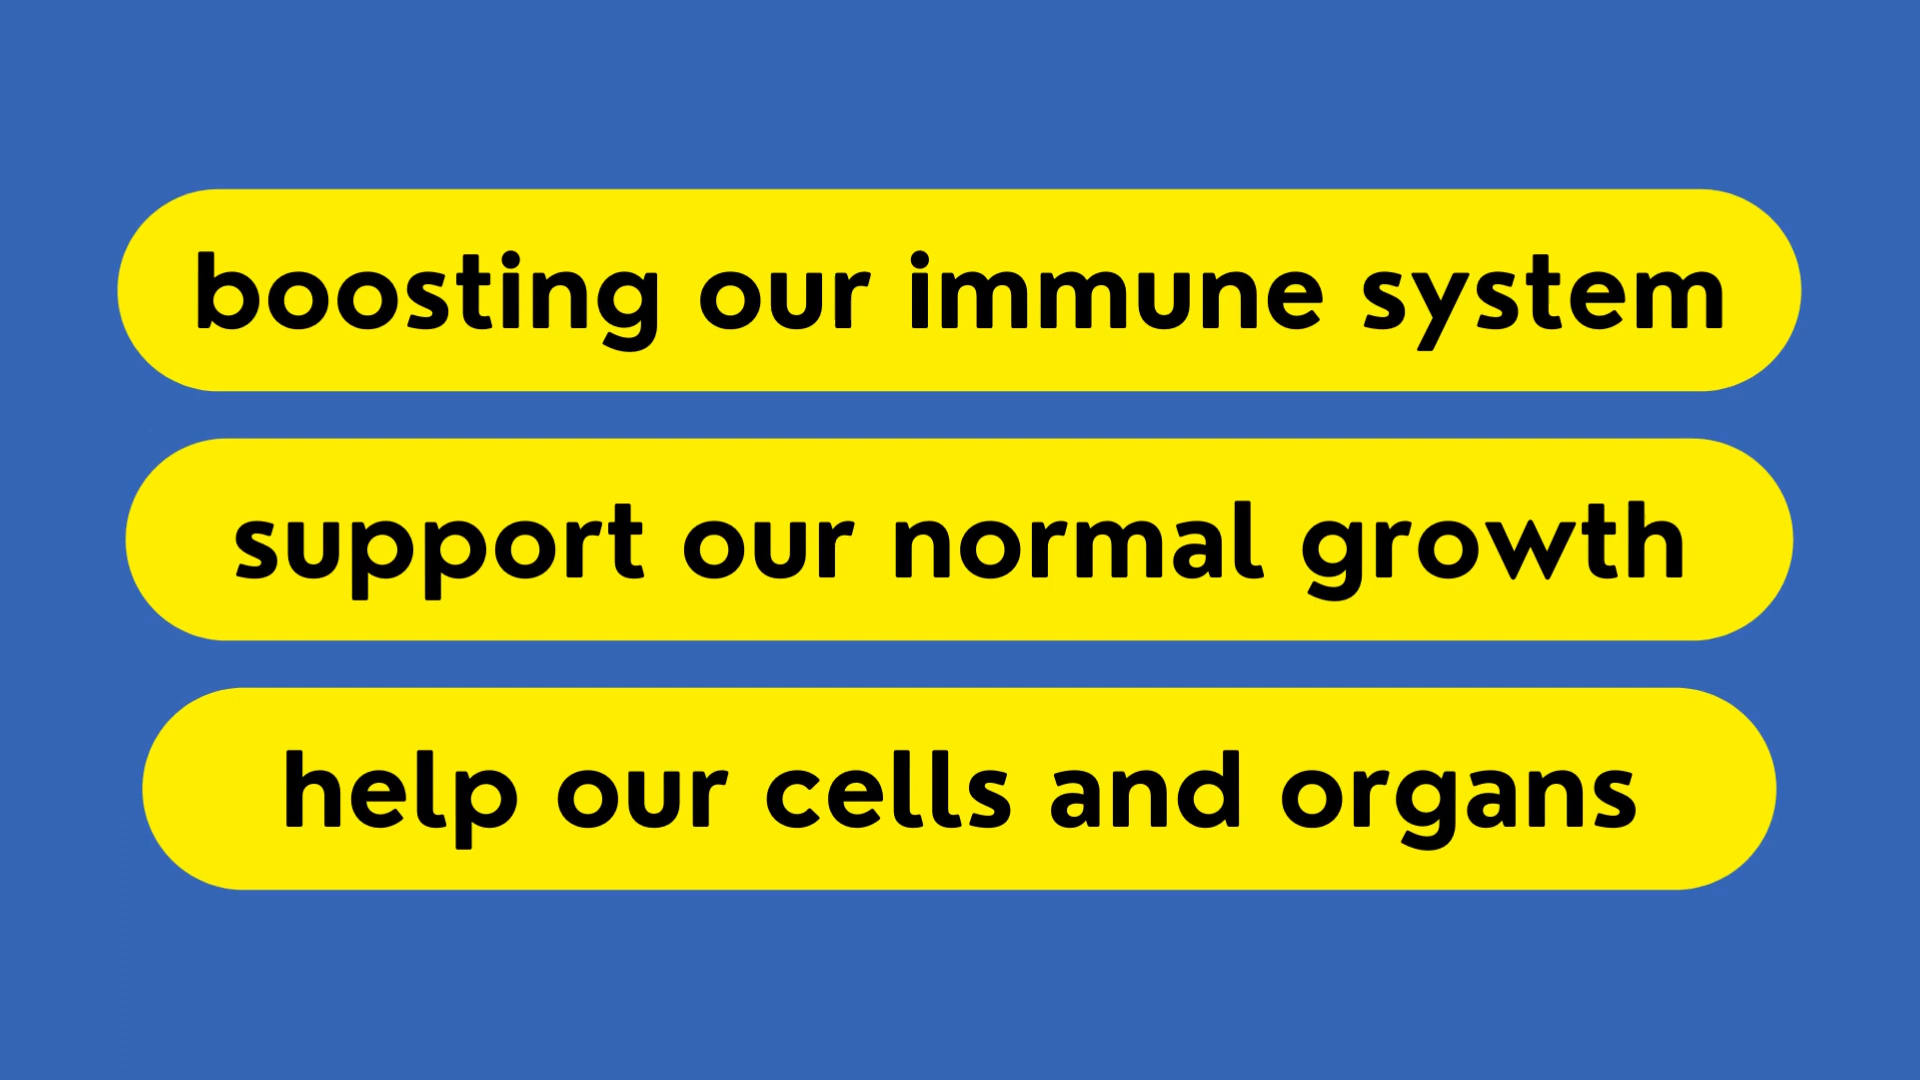 boosting our immune system
support our normal growth
help our cells and organs